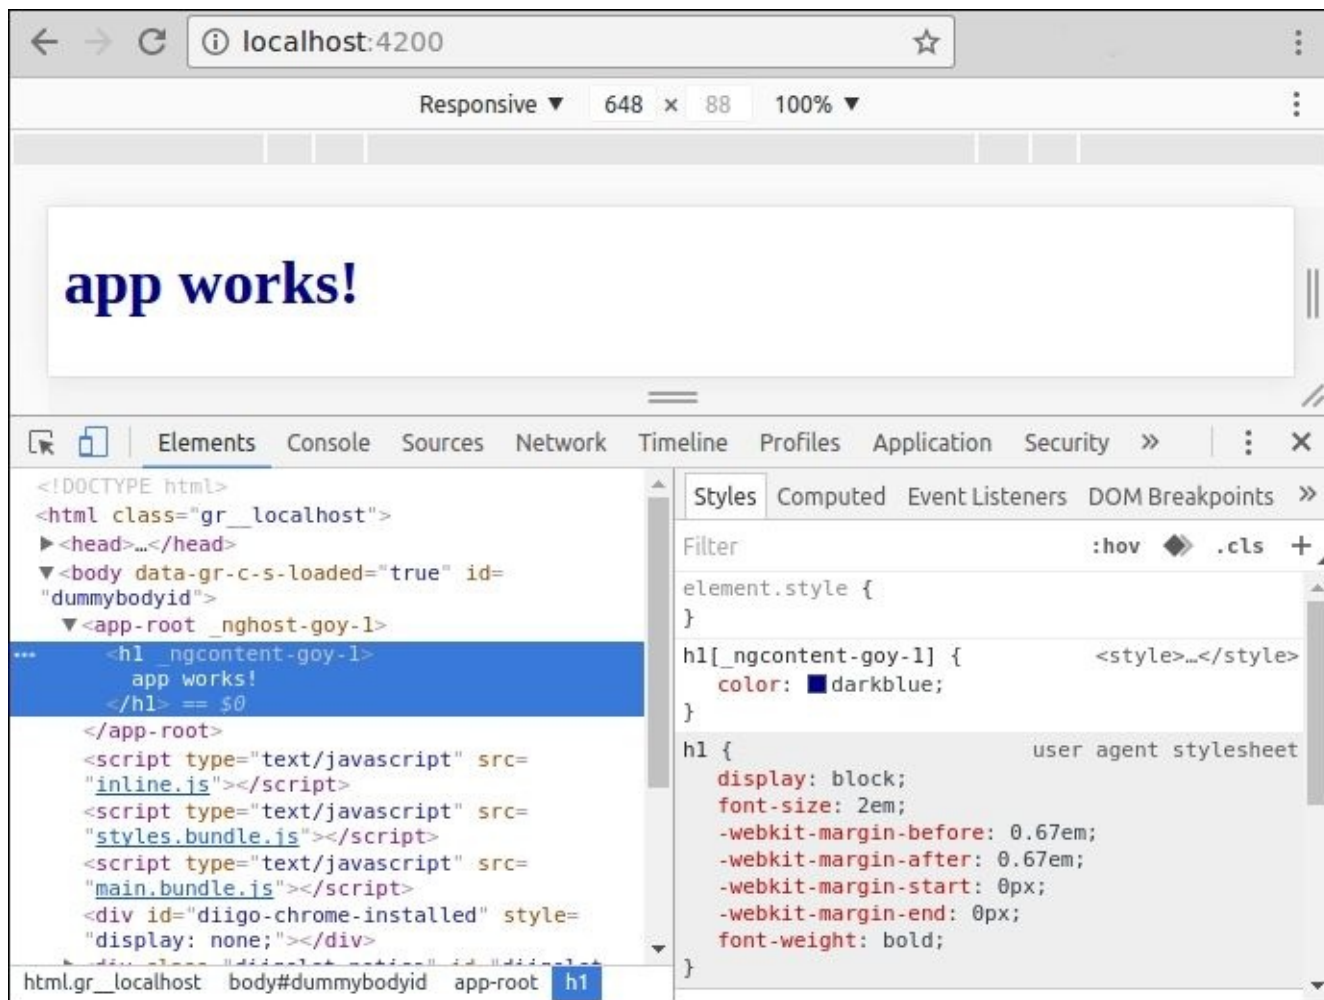 localhost:4200
Responsive ▼ 648 × 88 100% ▼
app works!
Elements Console Sources Network Timeline Profiles Application Security »
<!DOCTYPE html>
<html class="gr__localhost">
▶<head>…</head>
▼<body data-gr-c-s-loaded="true" id=
"dummybodyid">
▼<app-root _nghost-goy-1>
<h1 _ngcontent-goy-1>
app works!
</h1> == $0
</app-root>
<script type="text/javascript" src=
"inline.js"></script>
<script type="text/javascript" src=
"styles.bundle.js"></script>
<script type="text/javascript" src=
"main.bundle.js"></script>
<div id="diigo-chrome-installed" style=
"display: none;"></div>
html.gr__localhost body#dummybodyid app-root h1
Styles Computed Event Listeners DOM Breakpoints »
Filter :hov .cls +
element.style {
}
h1[_ngcontent-goy-1] { <style>…</style>
color: darkblue;
}
h1 { user agent stylesheet
display: block;
font-size: 2em;
-webkit-margin-before: 0.67em;
-webkit-margin-after: 0.67em;
-webkit-margin-start: 0px;
-webkit-margin-end: 0px;
font-weight: bold;
}